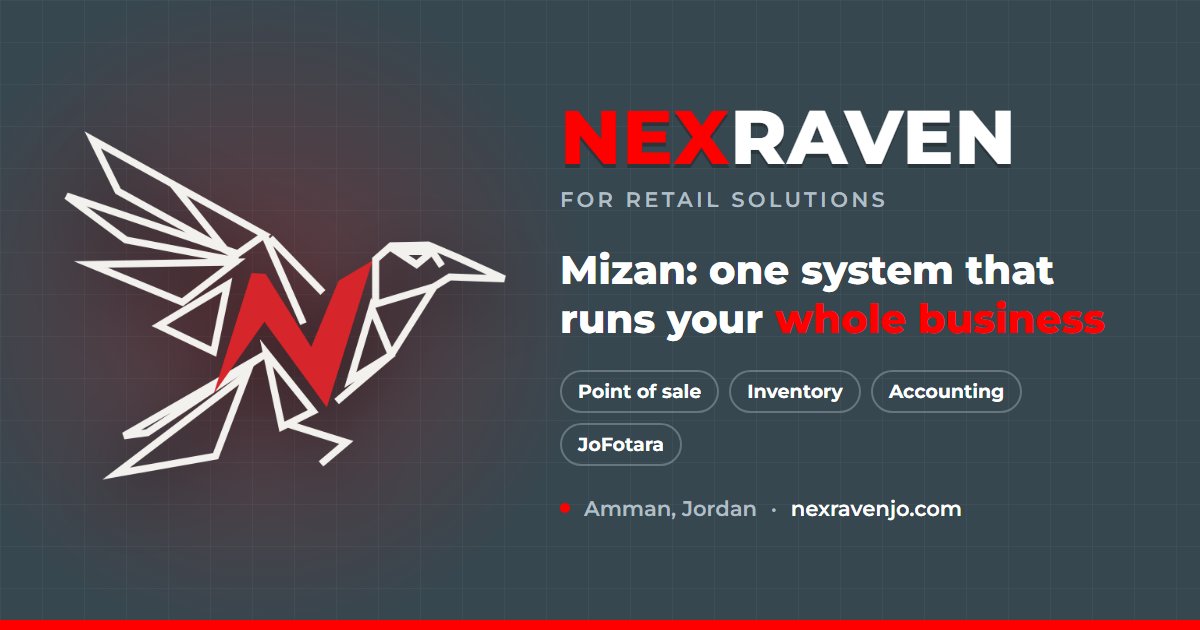 NEXRAVEN
FOR RETAIL SOLUTIONS
Mizan: one system that
runs your whole business
Point of sale
Inventory
Accounting
JoFotara
Amman, Jordan · nexravenjo.com